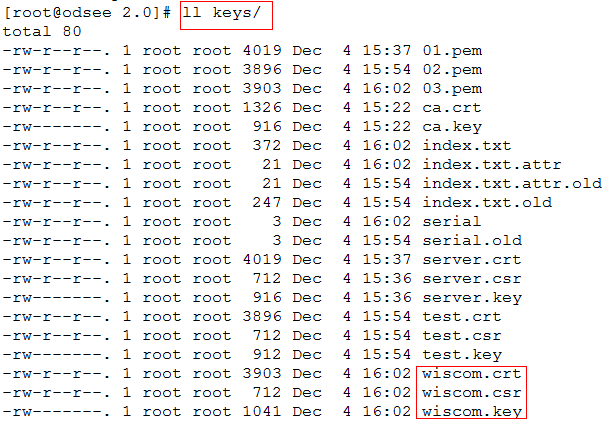 [root@odsee 2.0]# ll keys/
total 80
-rw-r--r--. 1 root root 4019 Dec  4 15:37 01.pem
-rw-r--r--. 1 root root 3896 Dec  4 15:54 02.pem
-rw-r--r--. 1 root root 3903 Dec  4 16:02 03.pem
-rw-r--r--. 1 root root 1326 Dec  4 15:22 ca.crt
-rw-------. 1 root root  916 Dec  4 15:22 ca.key
-rw-r--r--. 1 root root  372 Dec  4 16:02 index.txt
-rw-r--r--. 1 root root   21 Dec  4 16:02 index.txt.attr
-rw-r--r--. 1 root root   21 Dec  4 15:54 index.txt.attr.old
-rw-r--r--. 1 root root  247 Dec  4 15:54 index.txt.old
-rw-r--r--. 1 root root    3 Dec  4 16:02 serial
-rw-r--r--. 1 root root    3 Dec  4 15:54 serial.old
-rw-r--r--. 1 root root 4019 Dec  4 15:37 server.crt
-rw-r--r--. 1 root root  712 Dec  4 15:36 server.csr
-rw-------. 1 root root  916 Dec  4 15:36 server.key
-rw-r--r--. 1 root root 3896 Dec  4 15:54 test.crt
-rw-r--r--. 1 root root  712 Dec  4 15:54 test.csr
-rw-------. 1 root root  912 Dec  4 15:54 test.key
-rw-r--r--. 1 root root 3903 Dec  4 16:02 wiscom.crt
-rw-r--r--. 1 root root  712 Dec  4 16:02 wiscom.csr
-rw-------. 1 root root 1041 Dec  4 16:02 wiscom.key